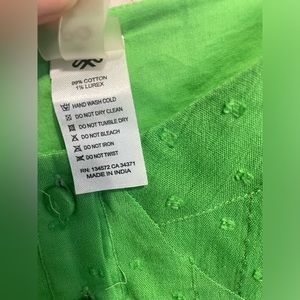 99% COTTON
1% LUREX
HAND WASH COLD
DO NOT DRY CLEAN
DO NOT TUMBLE DRY
DO NOT BLEACH
DO NOT IRON
DO NOT TWIST
RN: 134572 CA 34371
MADE IN INDIA